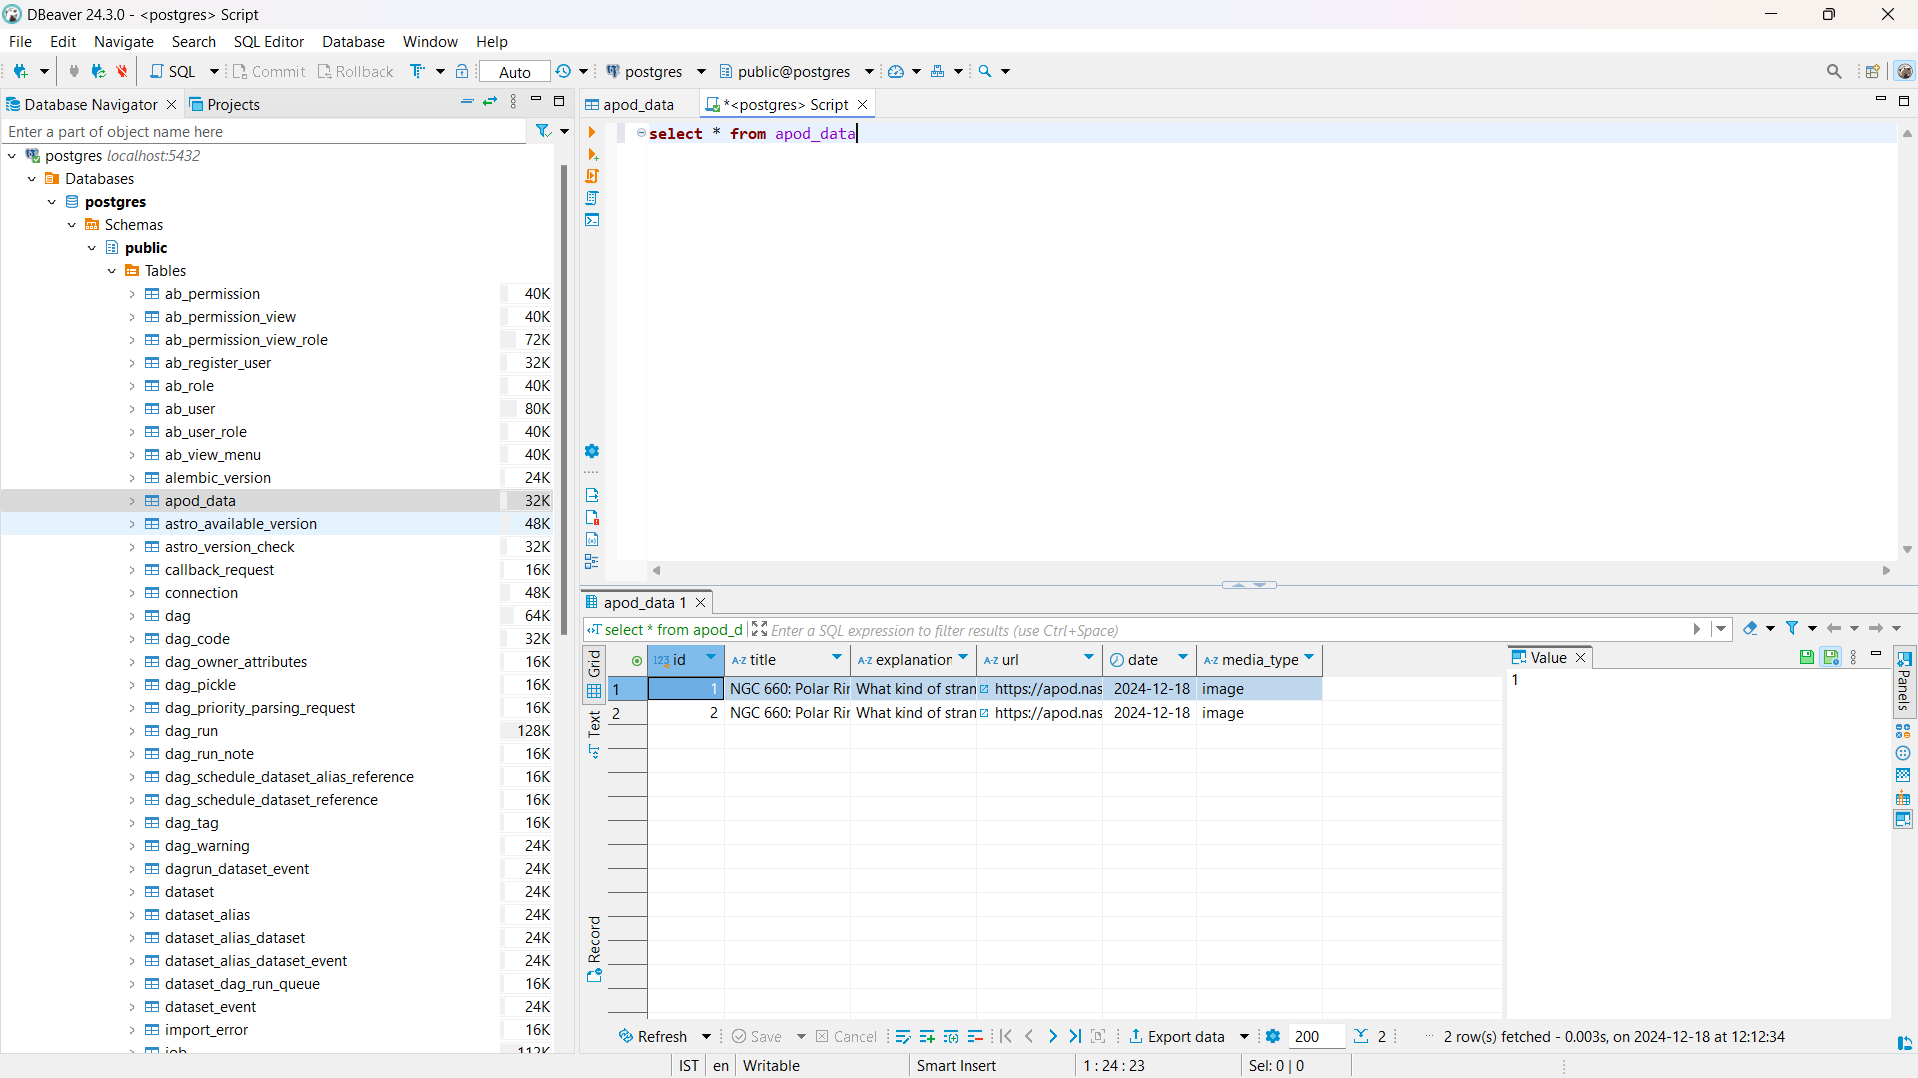 DBeaver 24.3.0 - <postgres> Script
File Edit Navigate Search SQL Editor Database Window Help
SQL Commit Rollback Auto postgres public@postgres
Database Navigator Projects
Enter a part of object name here
postgres localhost:5432
Databases
postgres
Schemas
public
Tables
ab_permission 40K
ab_permission_view 40K
ab_permission_view_role 72K
ab_register_user 32K
ab_role 40K
ab_user 80K
ab_user_role 40K
ab_view_menu 40K
alembic_version 24K
apod_data 32K
astro_available_version 48K
astro_version_check 32K
callback_request 16K
connection 48K
dag 64K
dag_code 32K
dag_owner_attributes 16K
dag_pickle 16K
dag_priority_parsing_request 16K
dag_run 128K
dag_run_note 16K
dag_schedule_dataset_alias_reference 16K
dag_schedule_dataset_reference 16K
dag_tag 16K
dag_warning 24K
dagrun_dataset_event 24K
dataset 24K
dataset_alias 24K
dataset_alias_dataset 24K
dataset_alias_dataset_event 24K
dataset_dag_run_queue 16K
dataset_event 24K
import_error 16K
apod_data *<postgres> Script
select * from apod_data
apod_data 1
select * from apod_d Enter a SQL expression to filter results (use Ctrl+Space)
Grid
Text
Record
123 id A-Z title A-Z explanation A-Z url date A-Z media_type
1 1 NGC 660: Polar Rir What kind of stran https://apod.nas 2024-12-18 image
2 2 NGC 660: Polar Rir What kind of stran https://apod.nas 2024-12-18 image
Value
1
Panels
Refresh Save Cancel Export data 200 2 2 row(s) fetched - 0.003s, on 2024-12-18 at 12:12:34
IST en Writable Smart Insert 1 : 24 : 23 Sel: 0 | 0